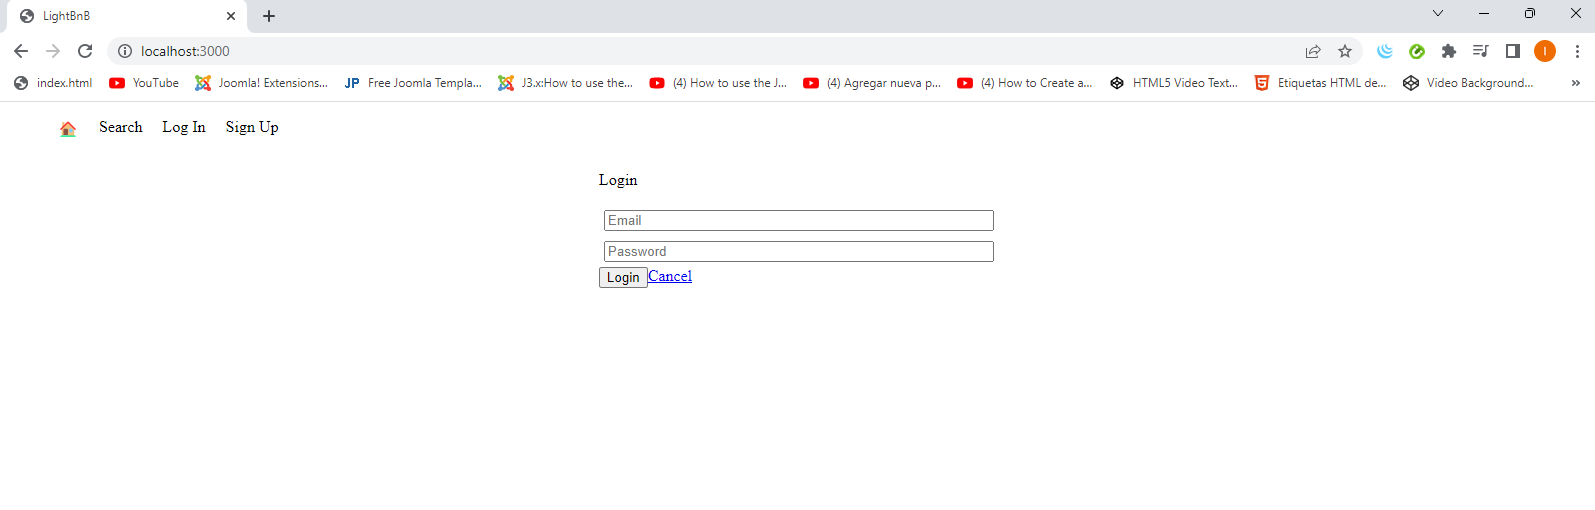 LightBnB
localhost:3000
index.html YouTube Joomla! Extensions... JP Free Joomla Templa... J3.x:How to use the... (4) How to use the J... (4) Agregar nueva p... (4) How to Create a... HTML5 Video Text... 5 Etiquetas HTML de... Video Background... »
Search Log In Sign Up
Login
Email
Password
Login Cancel
I